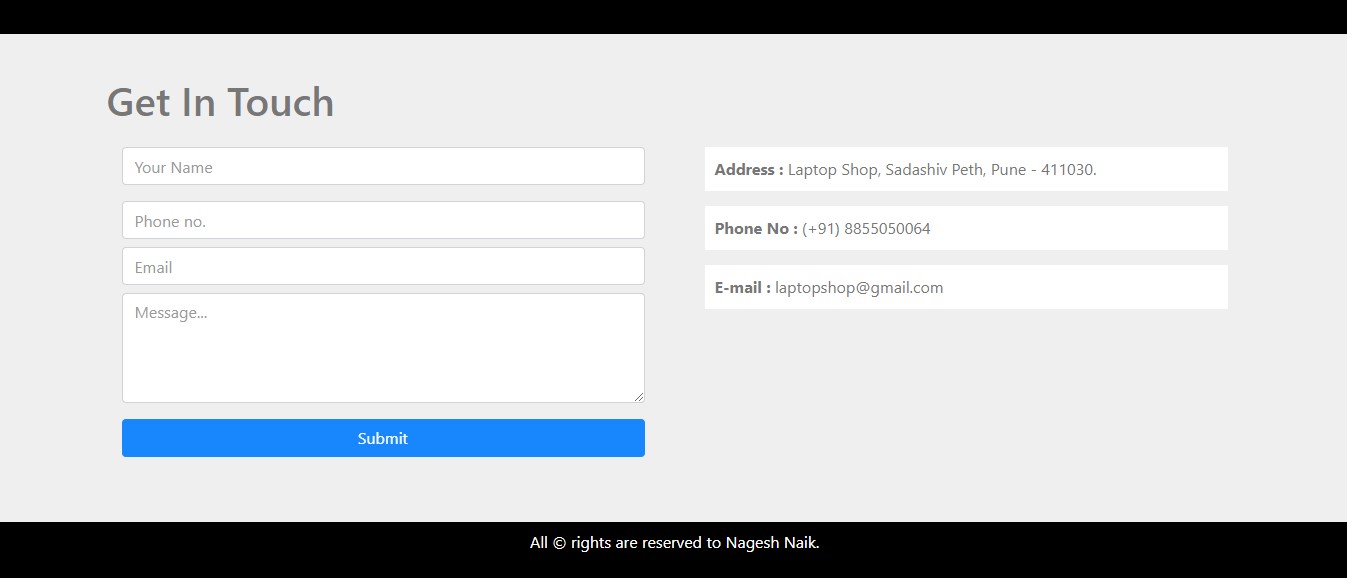 Get In Touch
Your Name
Phone no.
Email
Message...
Submit
Address : Laptop Shop, Sadashiv Peth, Pune - 411030.
Phone No : (+91) 8855050064
E-mail : laptopshop@gmail.com
All © rights are reserved to Nagesh Naik.